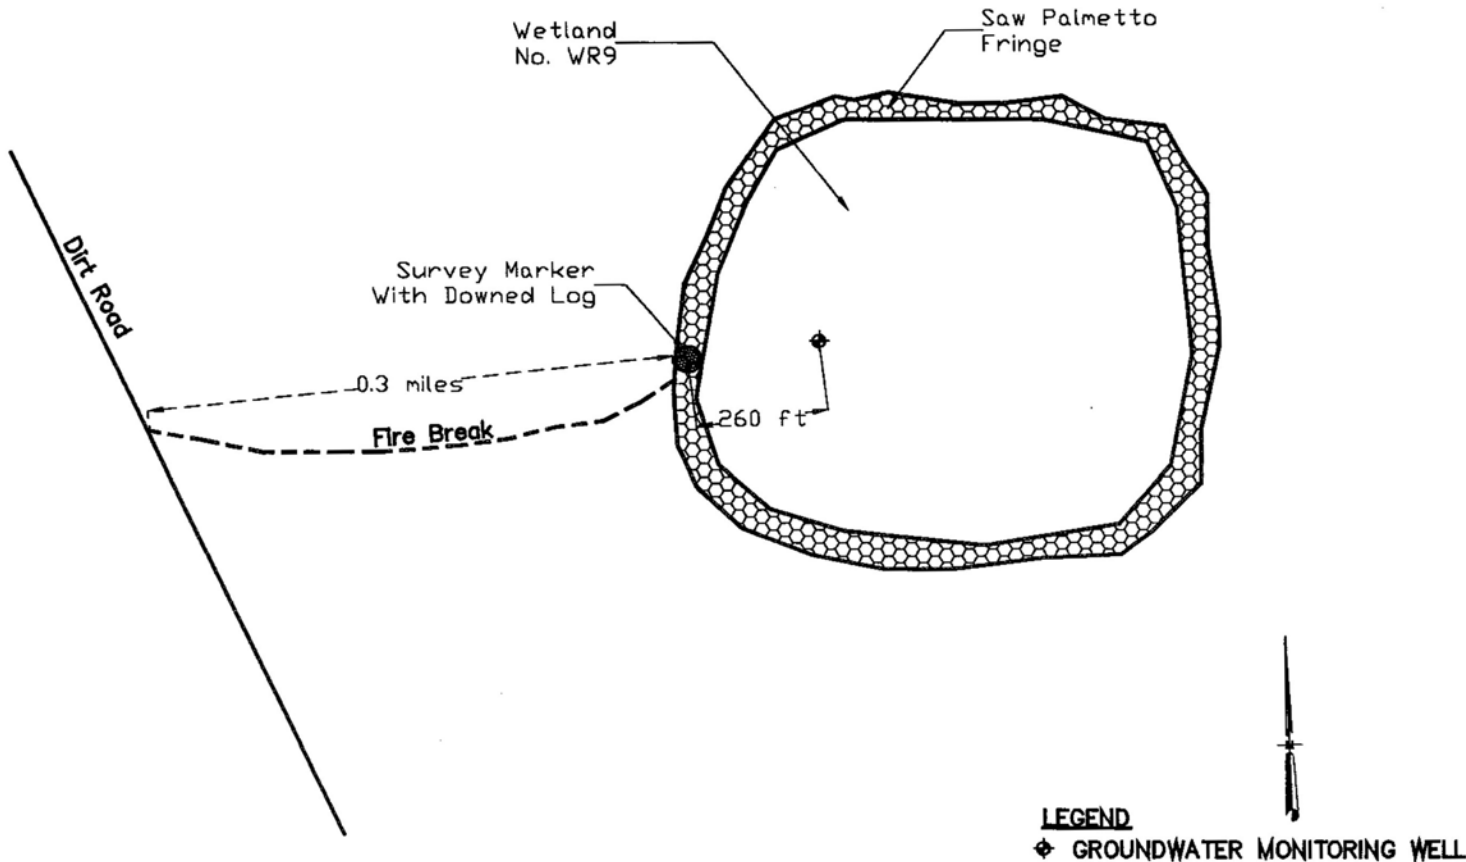 Wetland
No. WR9
Saw Palmetto
Fringe
Dirt Road
Survey Marker
With Downed Log
0.3 miles
Fire Break
260 ft
LEGEND
GROUNDWATER MONITORING WELL